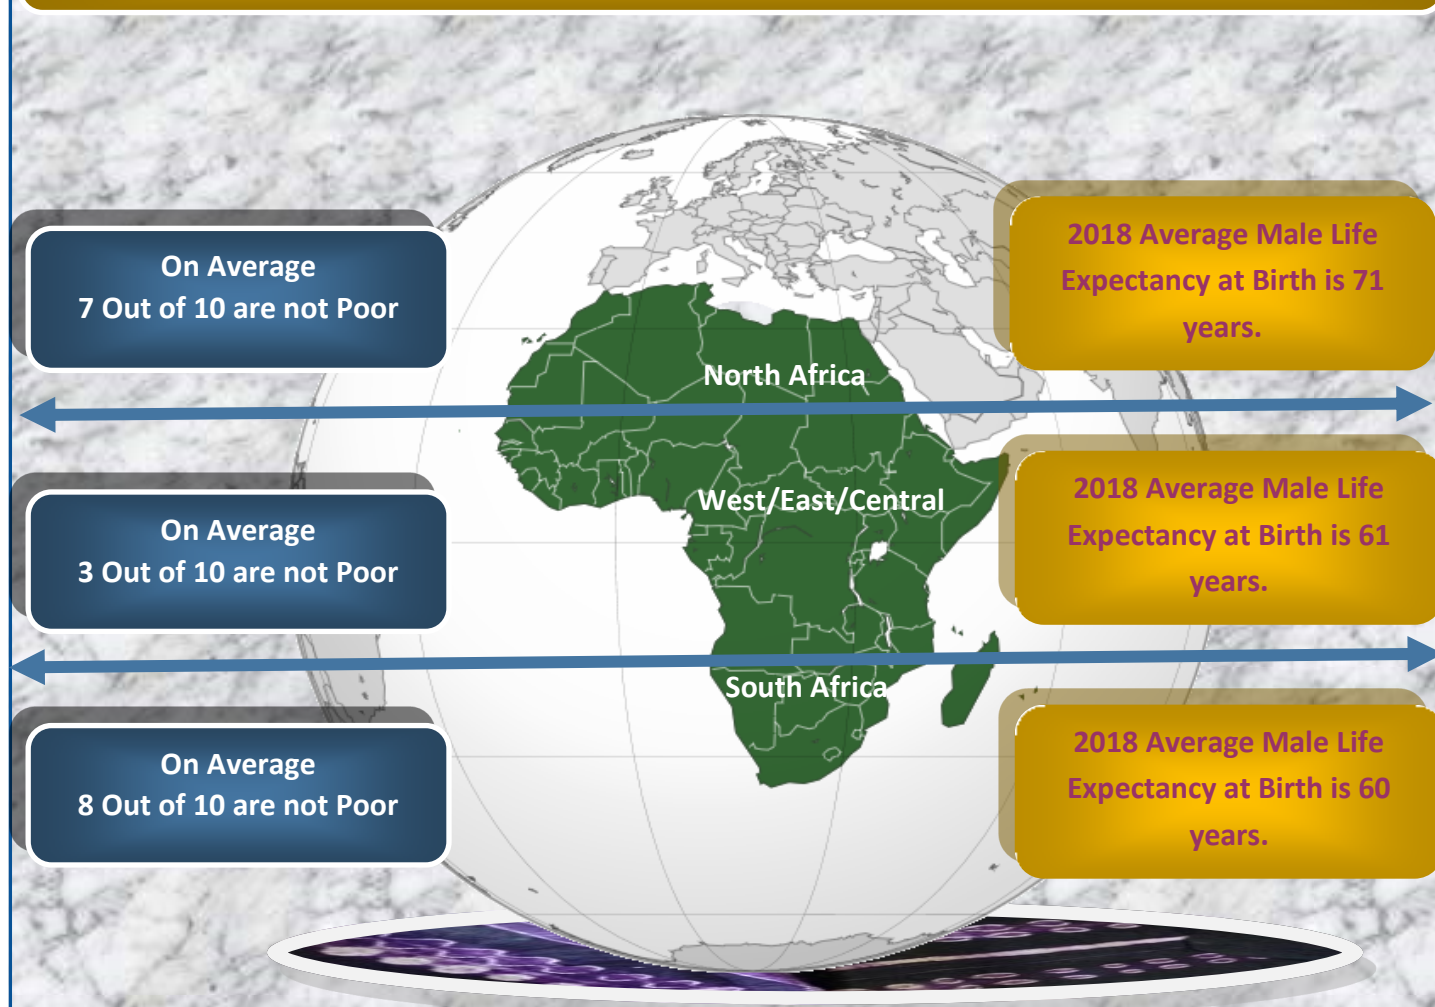 On Average
7 Out of 10 are not Poor
2018 Average Male Life
Expectancy at Birth is 71
years.
North Africa
On Average
3 Out of 10 are not Poor
West/East/Central
2018 Average Male Life
Expectancy at Birth is 61
years.
South Africa
On Average
8 Out of 10 are not Poor
2018 Average Male Life
Expectancy at Birth is 60
years.